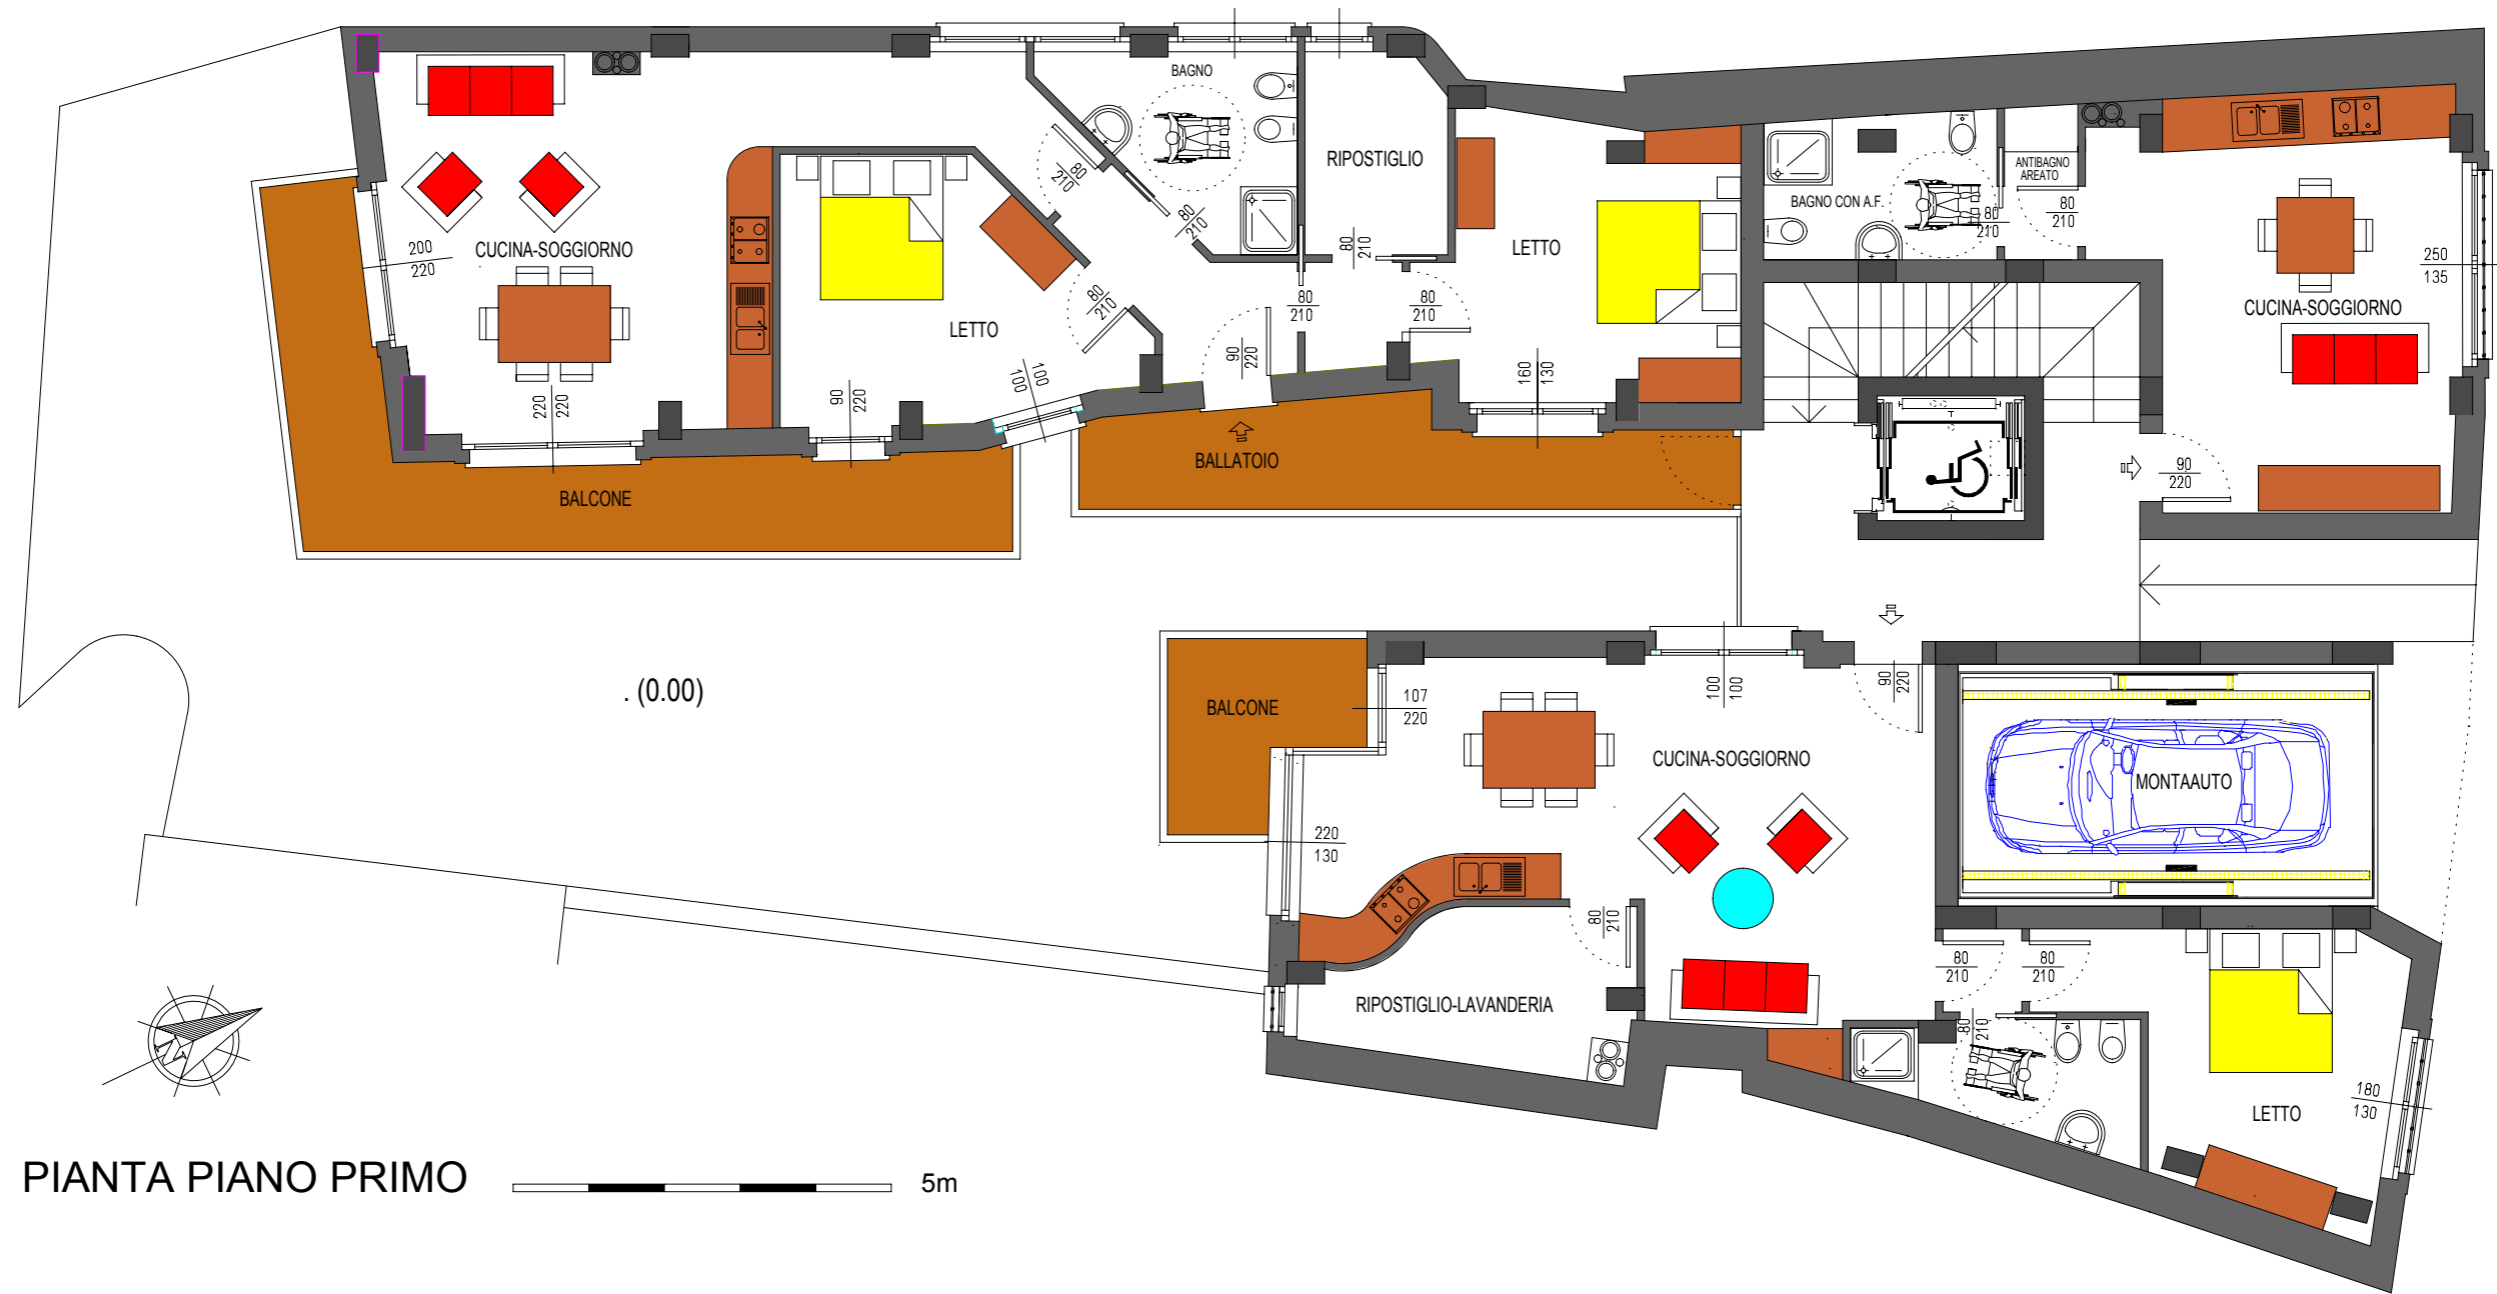 BAGNO
RIPOSTIGLIO
80
210
CUCINA-SOGGIORNO
200
220
80
210
LETTO
80
210
80
210
80
210
80
210
90
220
100
100
90
220
220
220
LETTO
160
130
BAGNO CON A.F.
ANTIBAGNO
AREATO
80
210
80
210
250
135
CUCINA-SOGGIORNO
90
220
BALCONE
BALLATOIO
. (0.00)
BALCONE
107
220
100
100
90
220
CUCINA-SOGGIORNO
MONTAAUTO
220
130
80
210
RIPOSTIGLIO-LAVANDERIA
80
210
80
210
80
210
LETTO
180
130
N
PIANTA PIANO PRIMO
5m